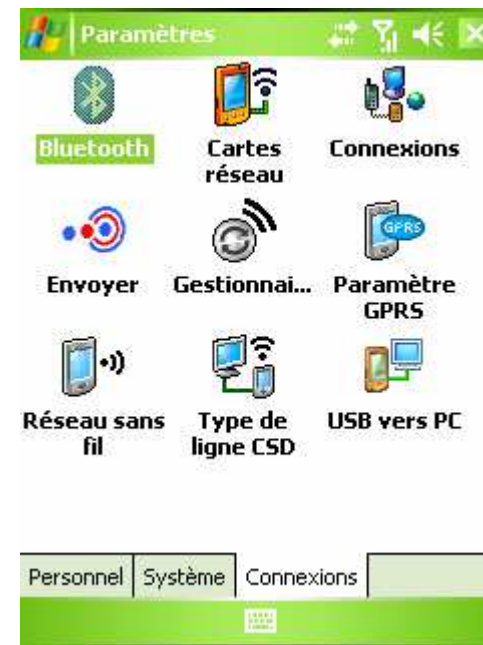 Paramètres
Bluetooth
Cartes réseau
Connexions
Envoyer
Gestionnai...
Paramètre GPRS
GPRS
Réseau sans fil
Type de ligne CSD
USB vers PC
Personnel Système Connexions